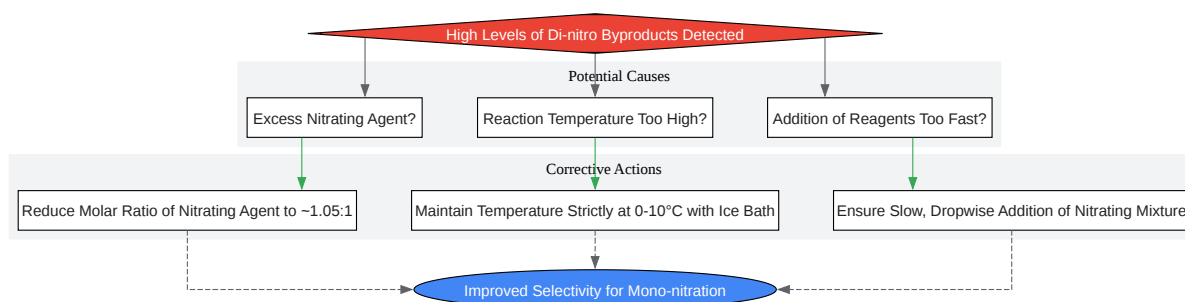 High Levels of Di-nitro Byproducts Detected
Potential Causes
Excess Nitrating Agent?
Reaction Temperature Too High?
Addition of Reagents Too Fast?
Corrective Actions
Reduce Molar Ratio of Nitrating Agent to ~1.05:1
Maintain Temperature Strictly at 0-10°C with Ice Bath
Ensure Slow, Dropwise Addition of Nitrating Mixture
Improved Selectivity for Mono-nitration